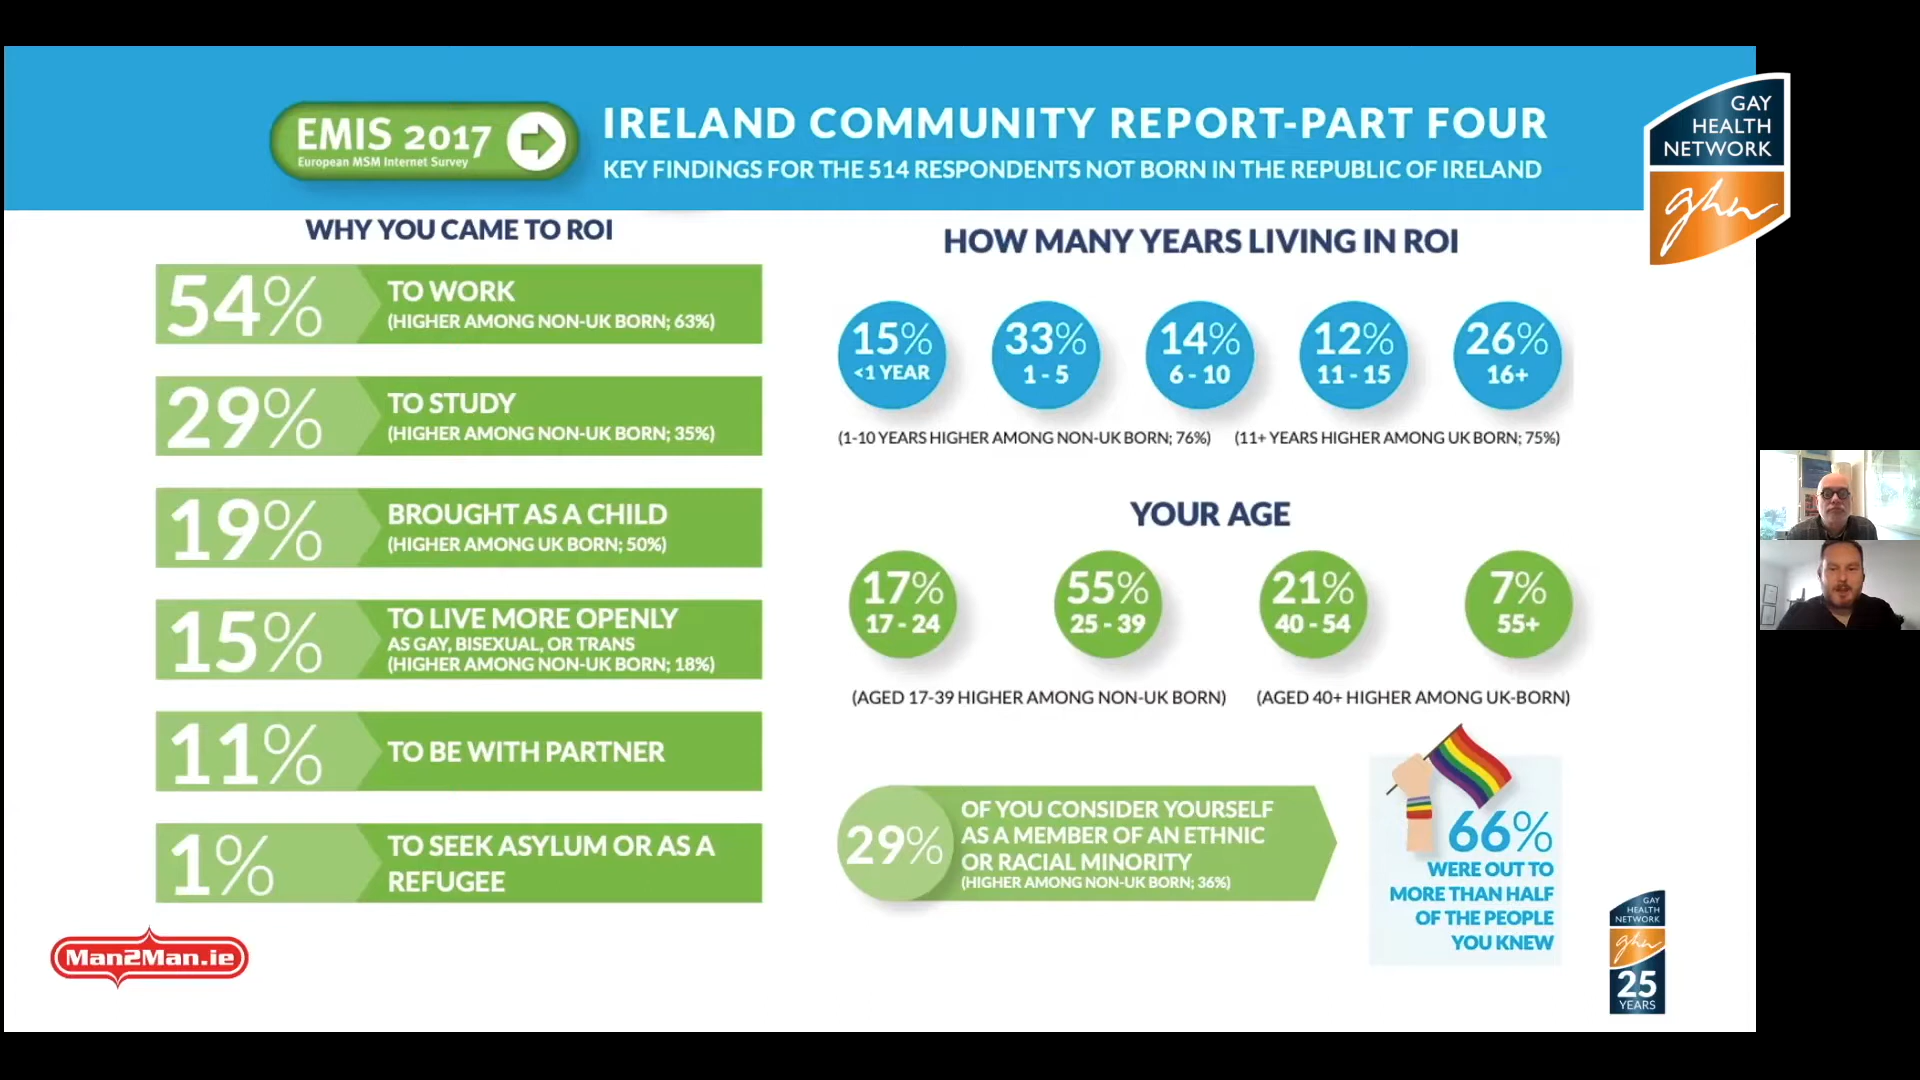 EMIS 2017
European MSM Internet Survey
IRELAND COMMUNITY REPORT-PART FOUR
KEY FINDINGS FOR THE 514 RESPONDENTS NOT BORN IN THE REPUBLIC OF IRELAND
GAY
HEALTH
NETWORK
ghn
WHY YOU CAME TO ROI
54%
TO WORK
(HIGHER AMONG NON-UK BORN; 63%)
29%
TO STUDY
(HIGHER AMONG NON-UK BORN; 35%)
19%
BROUGHT AS A CHILD
(HIGHER AMONG UK BORN; 50%)
15%
TO LIVE MORE OPENLY
AS GAY, BISEXUAL, OR TRANS
(HIGHER AMONG NON-UK BORN; 18%)
11%
TO BE WITH PARTNER
1%
TO SEEK ASYLUM OR AS A
REFUGEE
HOW MANY YEARS LIVING IN ROI
15%
<1 YEAR
33%
1 - 5
14%
6 - 10
12%
11 - 15
26%
16+
(1-10 YEARS HIGHER AMONG NON-UK BORN; 76%)
(11+ YEARS HIGHER AMONG UK BORN; 75%)
YOUR AGE
17%
17 - 24
55%
25 - 39
21%
40 - 54
7%
55+
(AGED 17-39 HIGHER AMONG NON-UK BORN)
(AGED 40+ HIGHER AMONG UK-BORN)
29%
OF YOU CONSIDER YOURSELF
AS A MEMBER OF AN ETHNIC
OR RACIAL MINORITY
(HIGHER AMONG NON-UK BORN; 36%)
66%
WERE OUT TO
MORE THAN HALF
OF THE PEOPLE
YOU KNEW
Man2Man.ie
GAY
HEALTH
NETWORK
ghn
25
YEARS